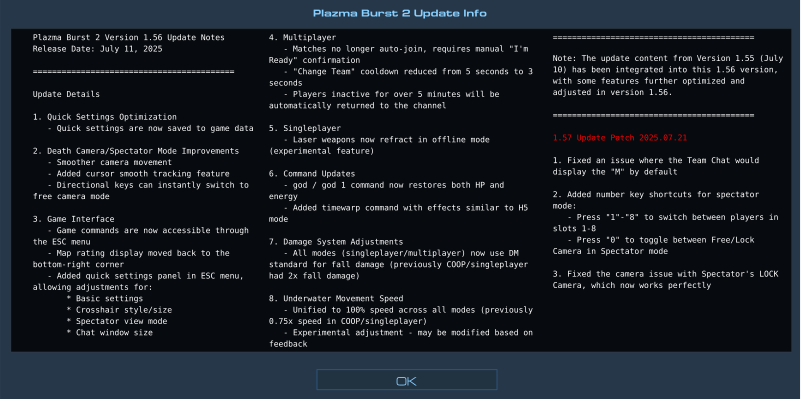 Plazma Burst 2 Update Info
Plazma Burst 2 Version 1.56 Update Notes
Release Date: July 11, 2025
==========================================
Update Details
1. Quick Settings Optimization
- Quick settings are now saved to game data
2. Death Camera/Spectator Mode Improvements
- Smoother camera movement
- Added cursor smooth tracking feature
- Directional keys can instantly switch to
free camera mode
3. Game Interface
- Game commands are now accessible through
the ESC menu
- Map rating display moved back to the
bottom-right corner
- Added quick settings panel in ESC menu,
allowing adjustments for:
* Basic settings
* Crosshair style/size
* Spectator view mode
* Chat window size
4. Multiplayer
- Matches no longer auto-join, requires manual "I'm
Ready" confirmation
- "Change Team" cooldown reduced from 5 seconds to 3
seconds
- Players inactive for over 5 minutes will be
automatically returned to the channel
5. Singleplayer
- Laser weapons now refract in offline mode
(experimental feature)
6. Command Updates
- god / god 1 command now restores both HP and
energy
- Added timewarp command with effects similar to H5
mode
7. Damage System Adjustments
- All modes (singleplayer/multiplayer) now use DM
standard for fall damage (previously COOP/singleplayer
had 2x fall damage)
8. Underwater Movement Speed
- Unified to 100% speed across all modes (previously
0.75x speed in COOP/singleplayer)
- Experimental adjustment - may be modified based on
feedback
==========================================
Note: The update content from Version 1.55 (July
10) has been integrated into this 1.56 version,
with some features further optimized and
adjusted in version 1.56.
==========================================
1.57 Update Patch 2025.07.21
1. Fixed an issue where the Team Chat would
display the "M" by default
2. Added number key shortcuts for spectator
mode:
- Press "1"-"8" to switch between players in
slots 1-8
- Press "0" to toggle between Free/Lock
Camera in Spectator mode
3. Fixed the camera issue with Spectator's LOCK
Camera, which now works perfectly
OK